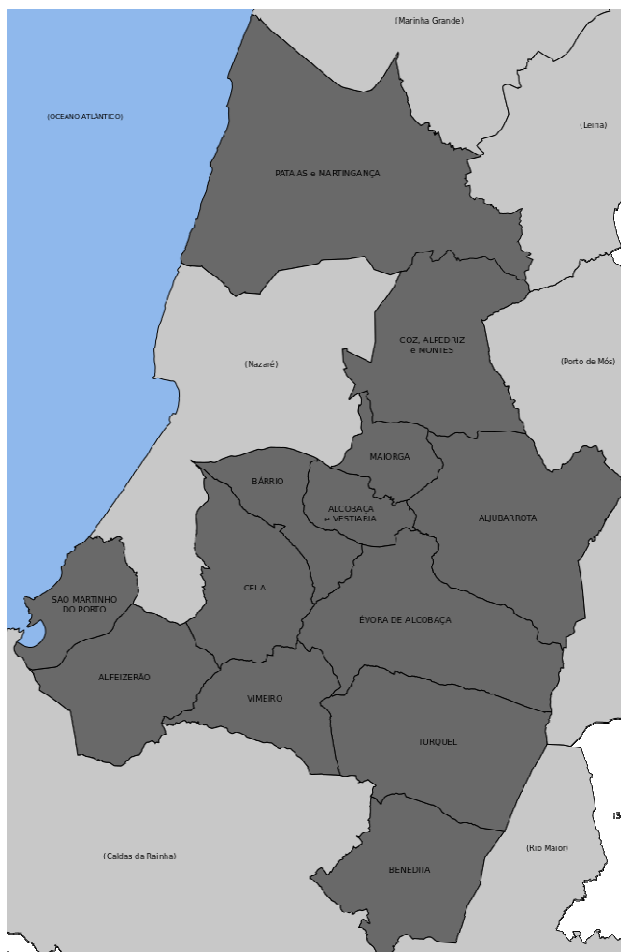 (Marinha Grande)
(OCEANO ATLÂNTICO)
(Leiria)
PATAIAS e MARTINGANÇA
COZ, ALPEDRIZ
e MONTES
(Nazaré)
(Porto de Mós)
MAIORGA
BÁRRIO
ALCOBAÇA
e VESTIARIA
ALJUBARROTA
CELA
SÃO MARTINHO
DO PORTO
ÉVORA DE ALCOBAÇA
ALFEIZERÃO
VIMEIRO
TURQUEL
(Caldas da Rainha)
(Rio Maior)
BENEDITA